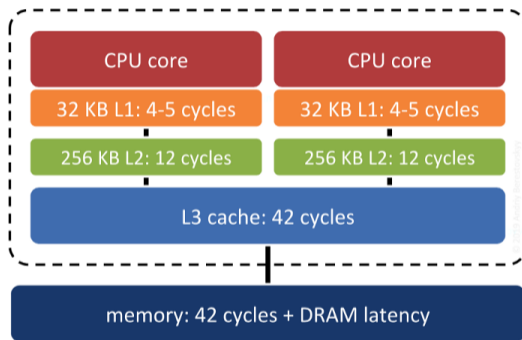 CPU core
CPU core
32 KB L1: 4-5 cycles
32 KB L1: 4-5 cycles
256 KB L2: 12 cycles
256 KB L2: 12 cycles
L3 cache: 42 cycles
memory: 42 cycles + DRAM latency